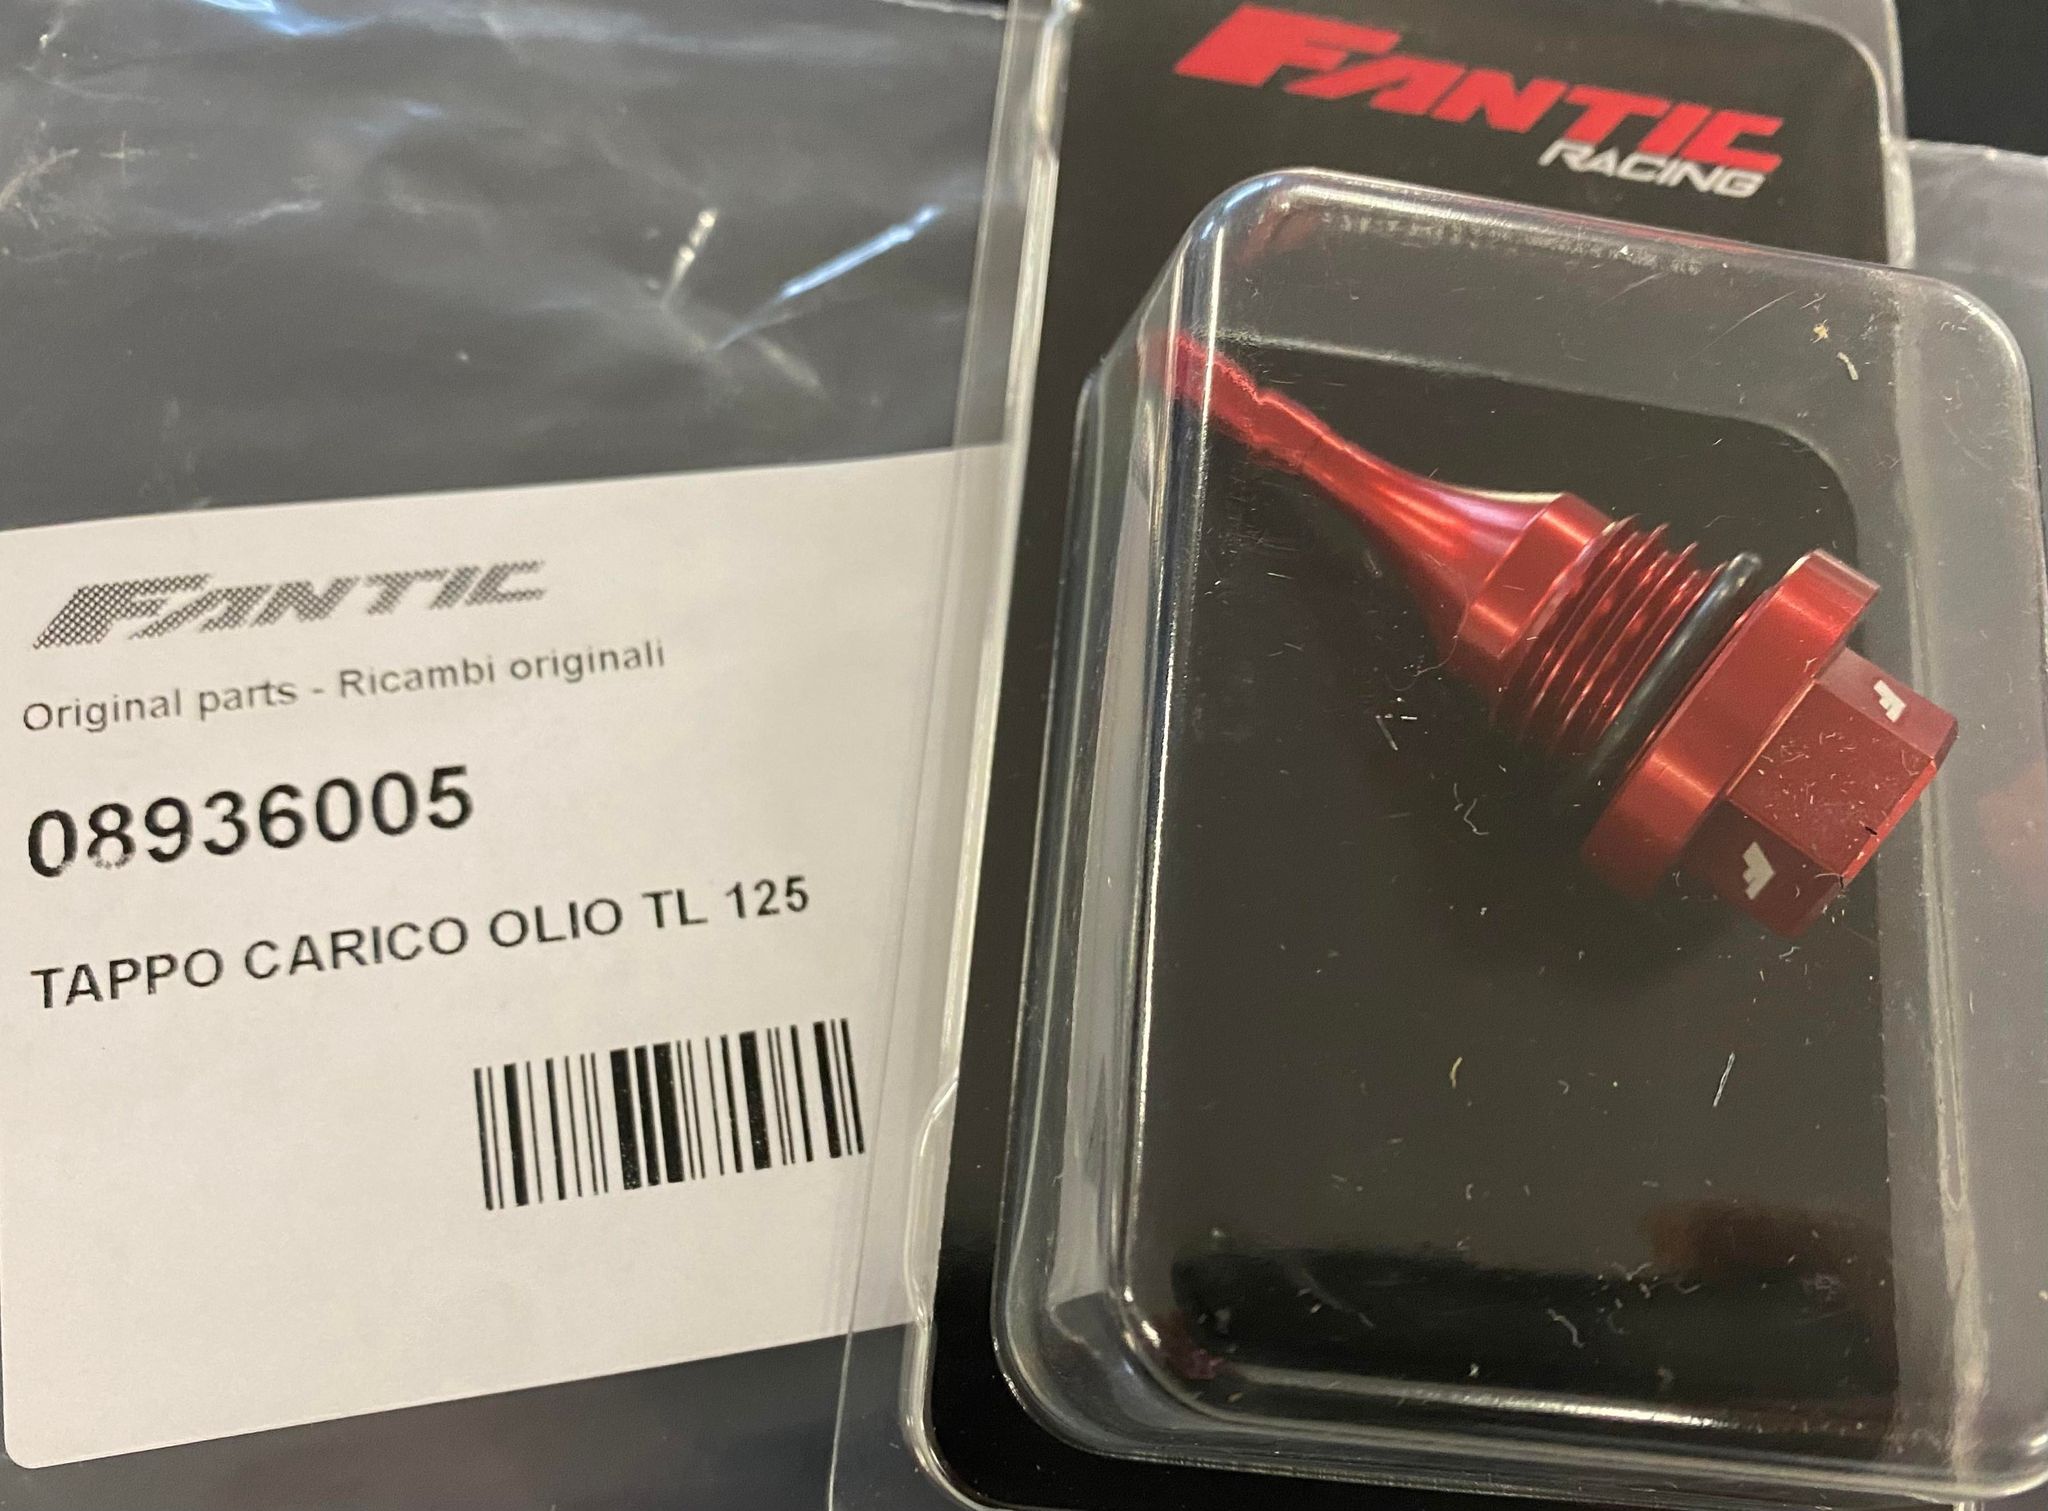 FANTIC
Original parts - Ricambi originali
08936005
TAPPO CARICO OLIO TL 125
FANTIC
RACING
F
F